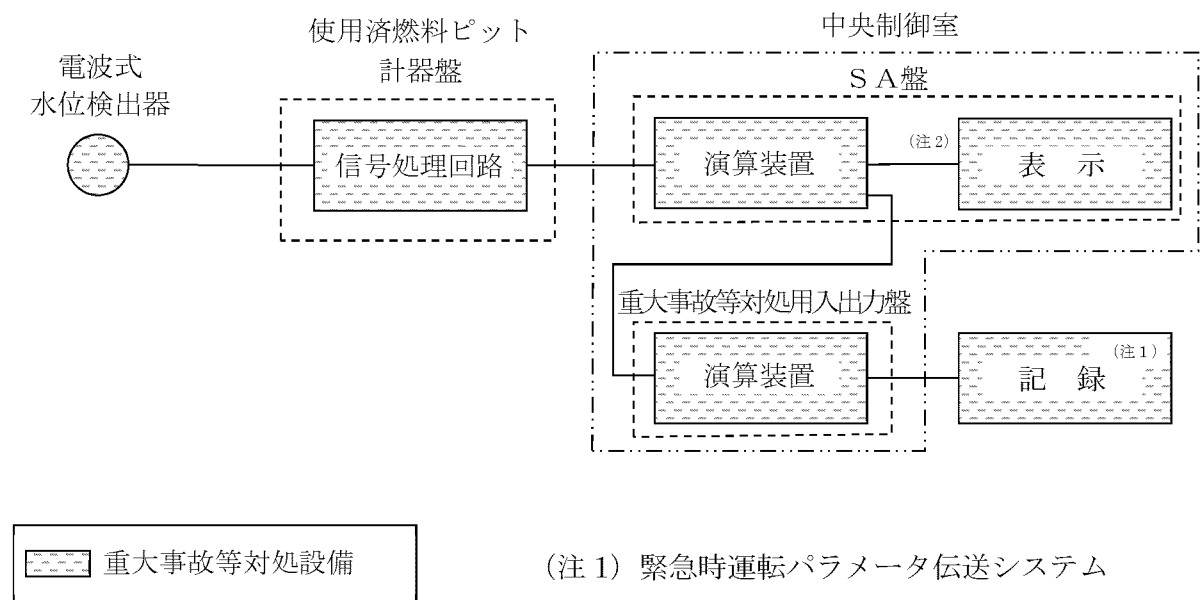 電波式
水位検出器
使用済燃料ピット
計器盤
信号処理回路
中央制御室
ＳＡ盤
演算装置
(注２)
表　示
重大事故等対処用入出力盤
演算装置
(注１)
記　録
重大事故等対処設備
(注１) 緊急時運転パラメータ伝送システム